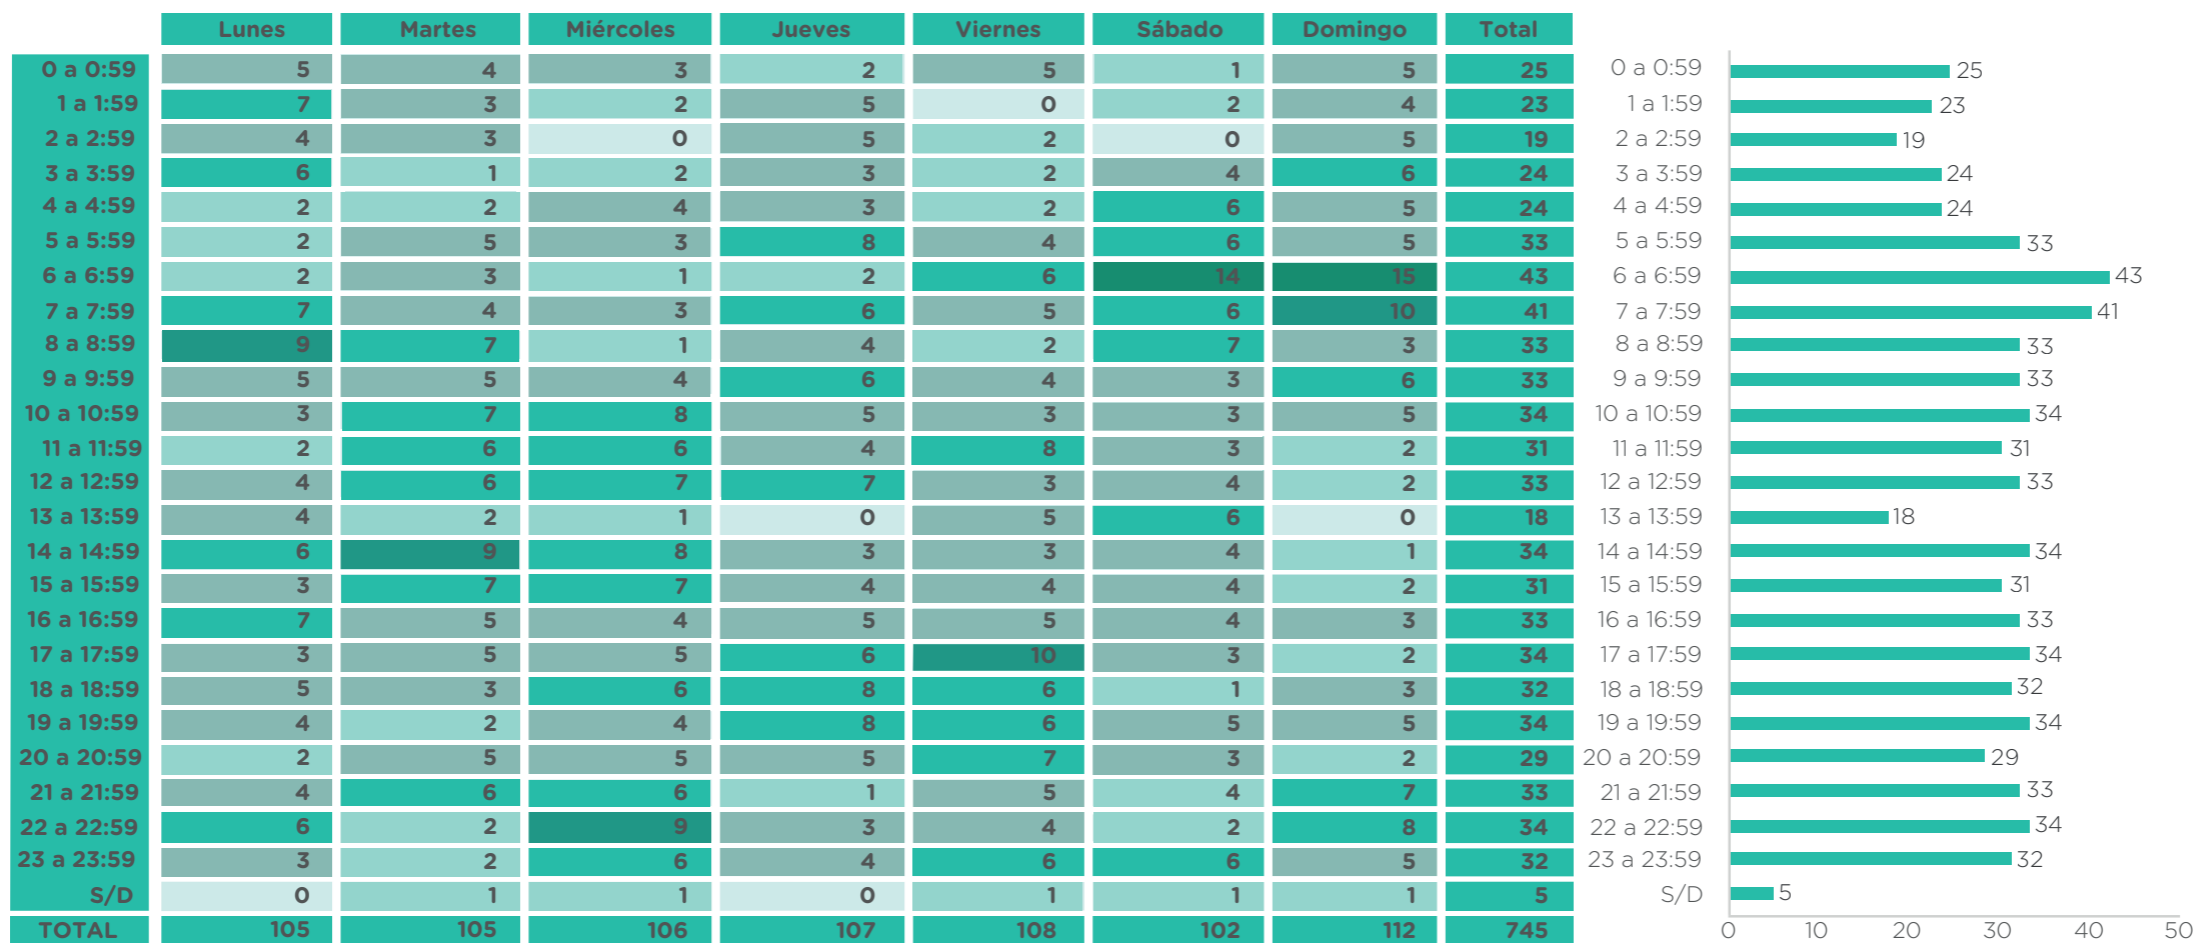 Lunes Martes Miércoles Jueves Viernes Sábado Domingo Total
0 a 0:59 5 4 3 2 5 1 5 25 0 a 0:59 25
1 a 1:59 7 3 2 5 0 2 4 23 1 a 1:59 23
2 a 2:59 4 3 0 5 2 0 5 19 2 a 2:59 19
3 a 3:59 6 1 2 3 2 4 6 24 3 a 3:59 24
4 a 4:59 2 2 4 3 2 6 5 24 4 a 4:59 24
5 a 5:59 2 5 3 8 4 6 5 33 5 a 5:59 33
6 a 6:59 2 3 1 2 6 14 15 43 6 a 6:59 43
7 a 7:59 7 4 3 6 5 6 10 41 7 a 7:59 41
8 a 8:59 9 7 1 4 2 7 3 33 8 a 8:59 33
9 a 9:59 5 5 4 6 4 3 6 33 9 a 9:59 33
10 a 10:59 3 7 8 5 3 3 5 34 10 a 10:59 34
11 a 11:59 2 6 6 4 8 3 2 31 11 a 11:59 31
12 a 12:59 4 6 7 7 3 4 2 33 12 a 12:59 33
13 a 13:59 4 2 1 0 5 6 0 18 13 a 13:59 18
14 a 14:59 6 9 8 3 3 4 1 34 14 a 14:59 34
15 a 15:59 3 7 7 4 4 4 2 31 15 a 15:59 31
16 a 16:59 7 5 4 5 5 4 3 33 16 a 16:59 33
17 a 17:59 3 5 5 6 10 3 2 34 17 a 17:59 34
18 a 18:59 5 3 6 8 6 1 3 32 18 a 18:59 32
19 a 19:59 4 2 4 8 6 5 5 34 19 a 19:59 34
20 a 20:59 2 5 5 5 7 3 2 29 20 a 20:59 29
21 a 21:59 4 6 6 1 5 4 7 33 21 a 21:59 33
22 a 22:59 6 2 9 3 4 2 8 34 22 a 22:59 34
23 a 23:59 3 2 6 4 6 6 5 32 23 a 23:59 32
S/D 0 1 1 0 1 1 1 5 S/D 5
TOTAL 105 105 106 107 108 102 112 745 0 10 20 30 40 50